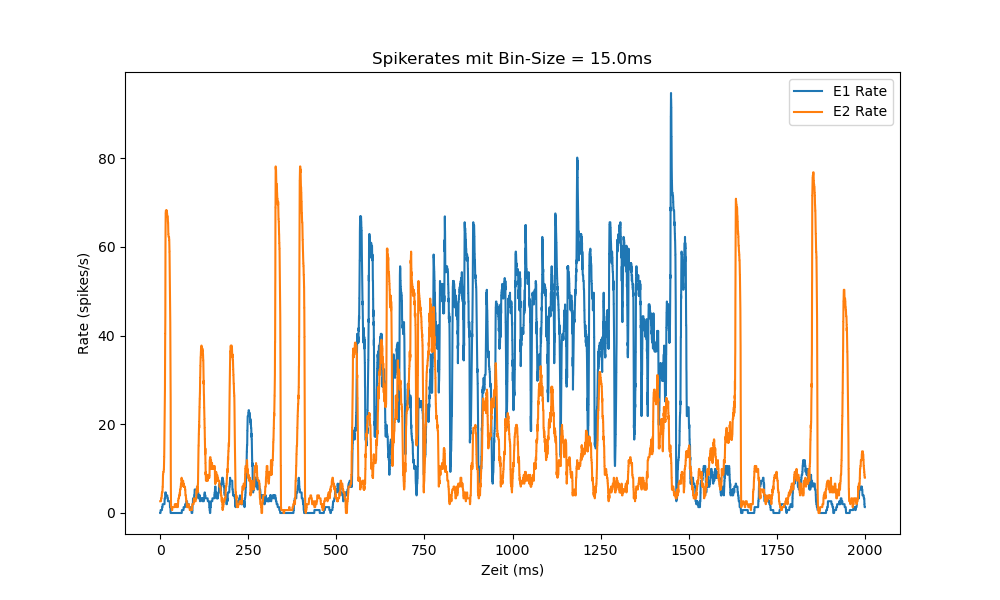 Spikerates mit Bin-Size = 15.0ms
E1 Rate
E2 Rate
Rate (spikes/s)
80
60
40
20
0
0 250 500 750 1000 1250 1500 1750 2000
Zeit (ms)